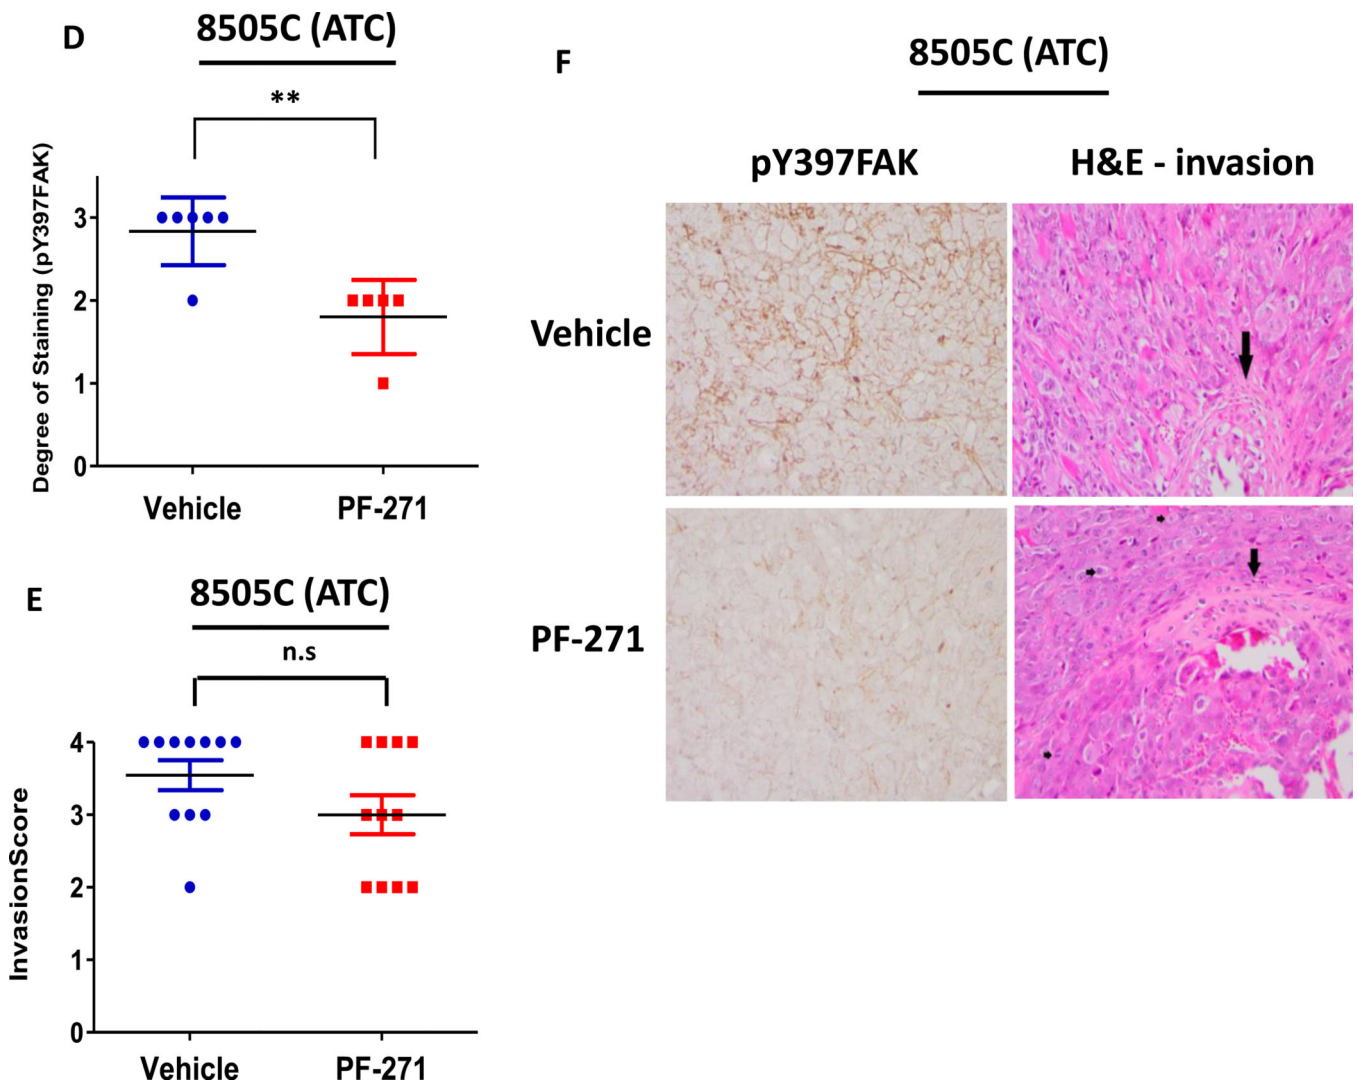 D
8505C (ATC)
**
Degree of Staining (pY397FAK)
3
2
1
0
Vehicle
PF-271
E
8505C (ATC)
n.s
InvasionScore
4
3
2
1
0
Vehicle
PF-271
F
8505C (ATC)
pY397FAK
H&E - invasion
Vehicle
PF-271